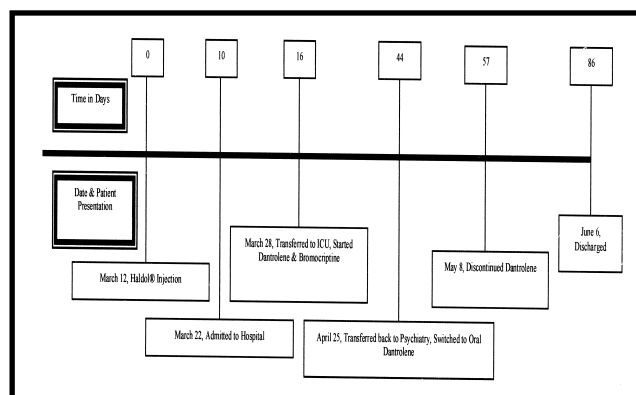 0
10
16
44
57
86
Time in Days
Date & Patient
Presentation
March 12, Haldol® Injection
March 22, Admitted to Hospital
March 28, Transferred to ICU, Started
Dantrolene & Bromocriptine
April 25, Transferred back to Psychiatry, Switched to Oral
Dantrolene
May 8, Discontinued Dantrolene
June 6,
Discharged